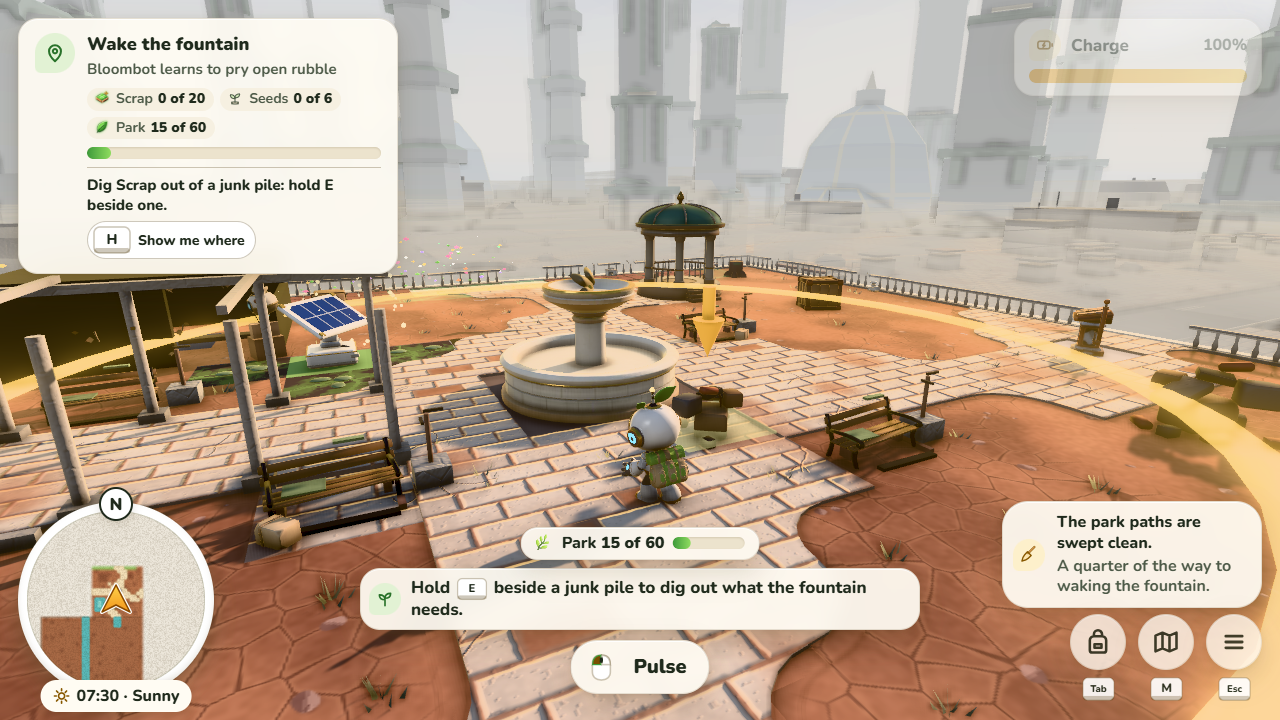 Wake the fountain
Bloombot learns to pry open rubble
Scrap 0 of 20 Seeds 0 of 6
Park 15 of 60
Dig Scrap out of a junk pile: hold E
beside one.
H Show me where
Charge 100%
N
07:30 · Sunny
Park 15 of 60
Hold E beside a junk pile to dig out what the fountain
needs.
Pulse
The park paths are
swept clean.
A quarter of the way to
waking the fountain.
Tab M Esc